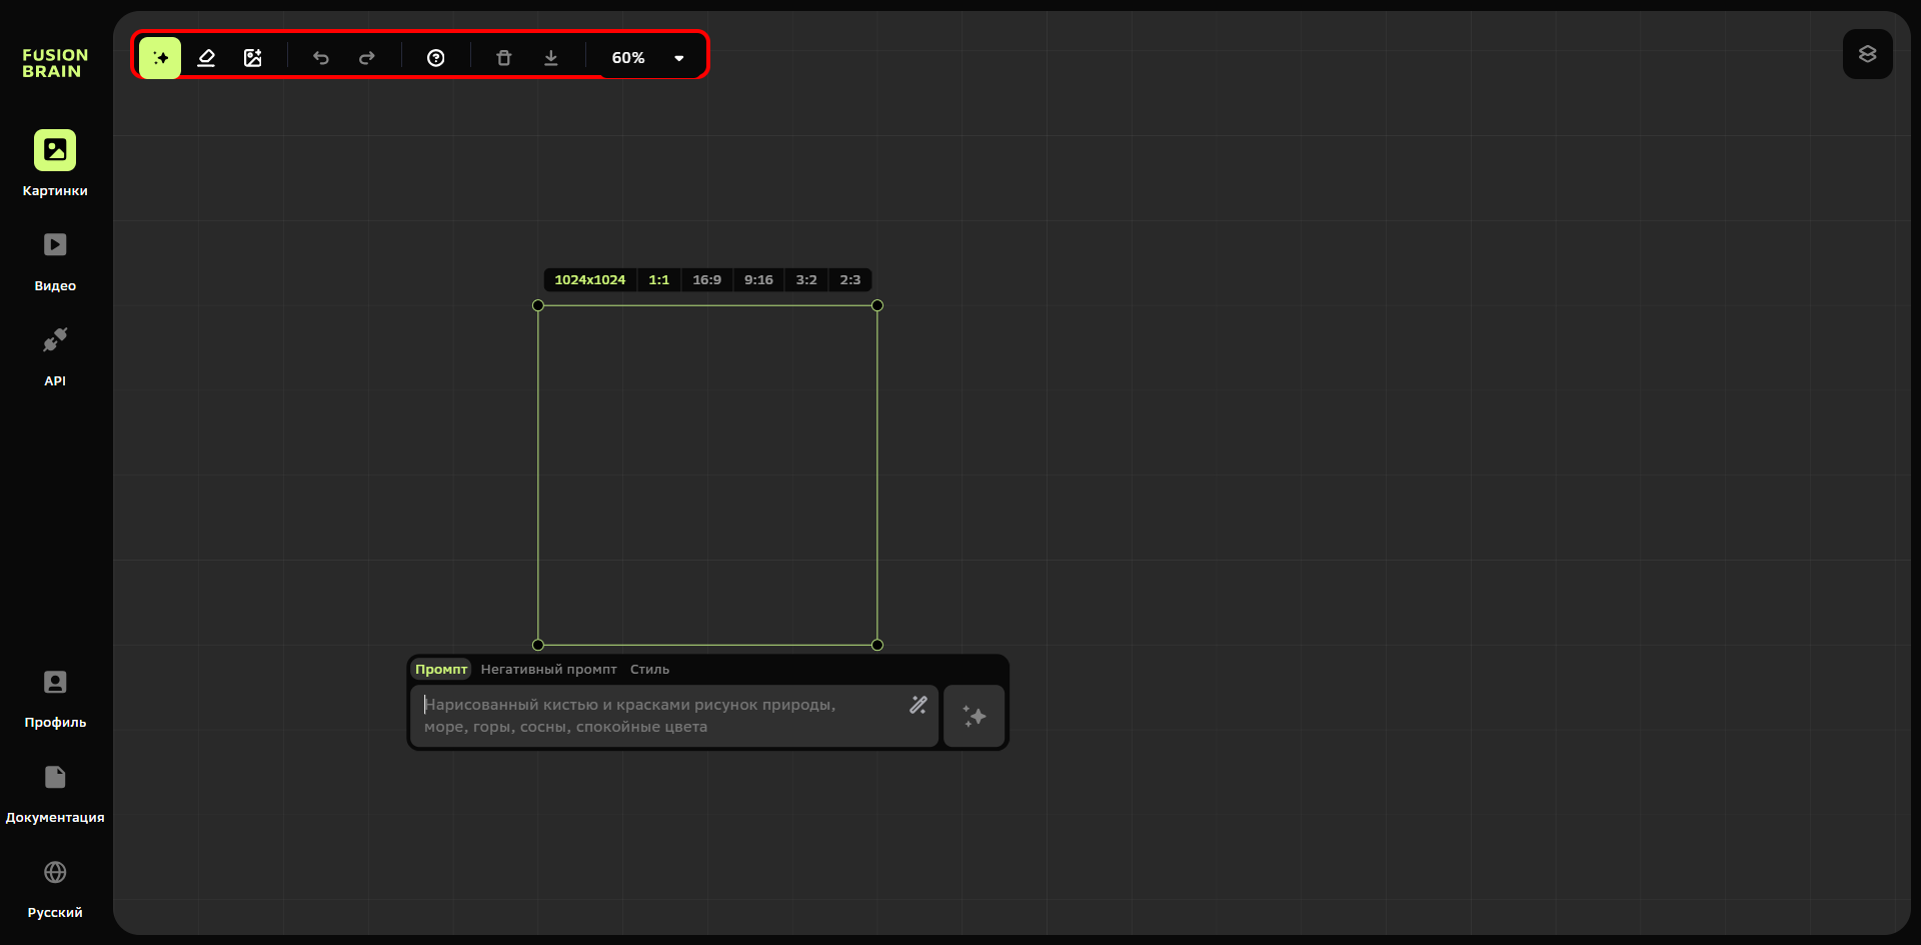 FUSION
BRAIN
60%
Картинки
Видео
API
1024x1024 1:1 16:9 9:16 3:2 2:3
Промпт Негативный промпт Стиль
Нарисованный кистью и красками рисунок природы,
море, горы, сосны, спокойные цвета
Профиль
Документация
Русский